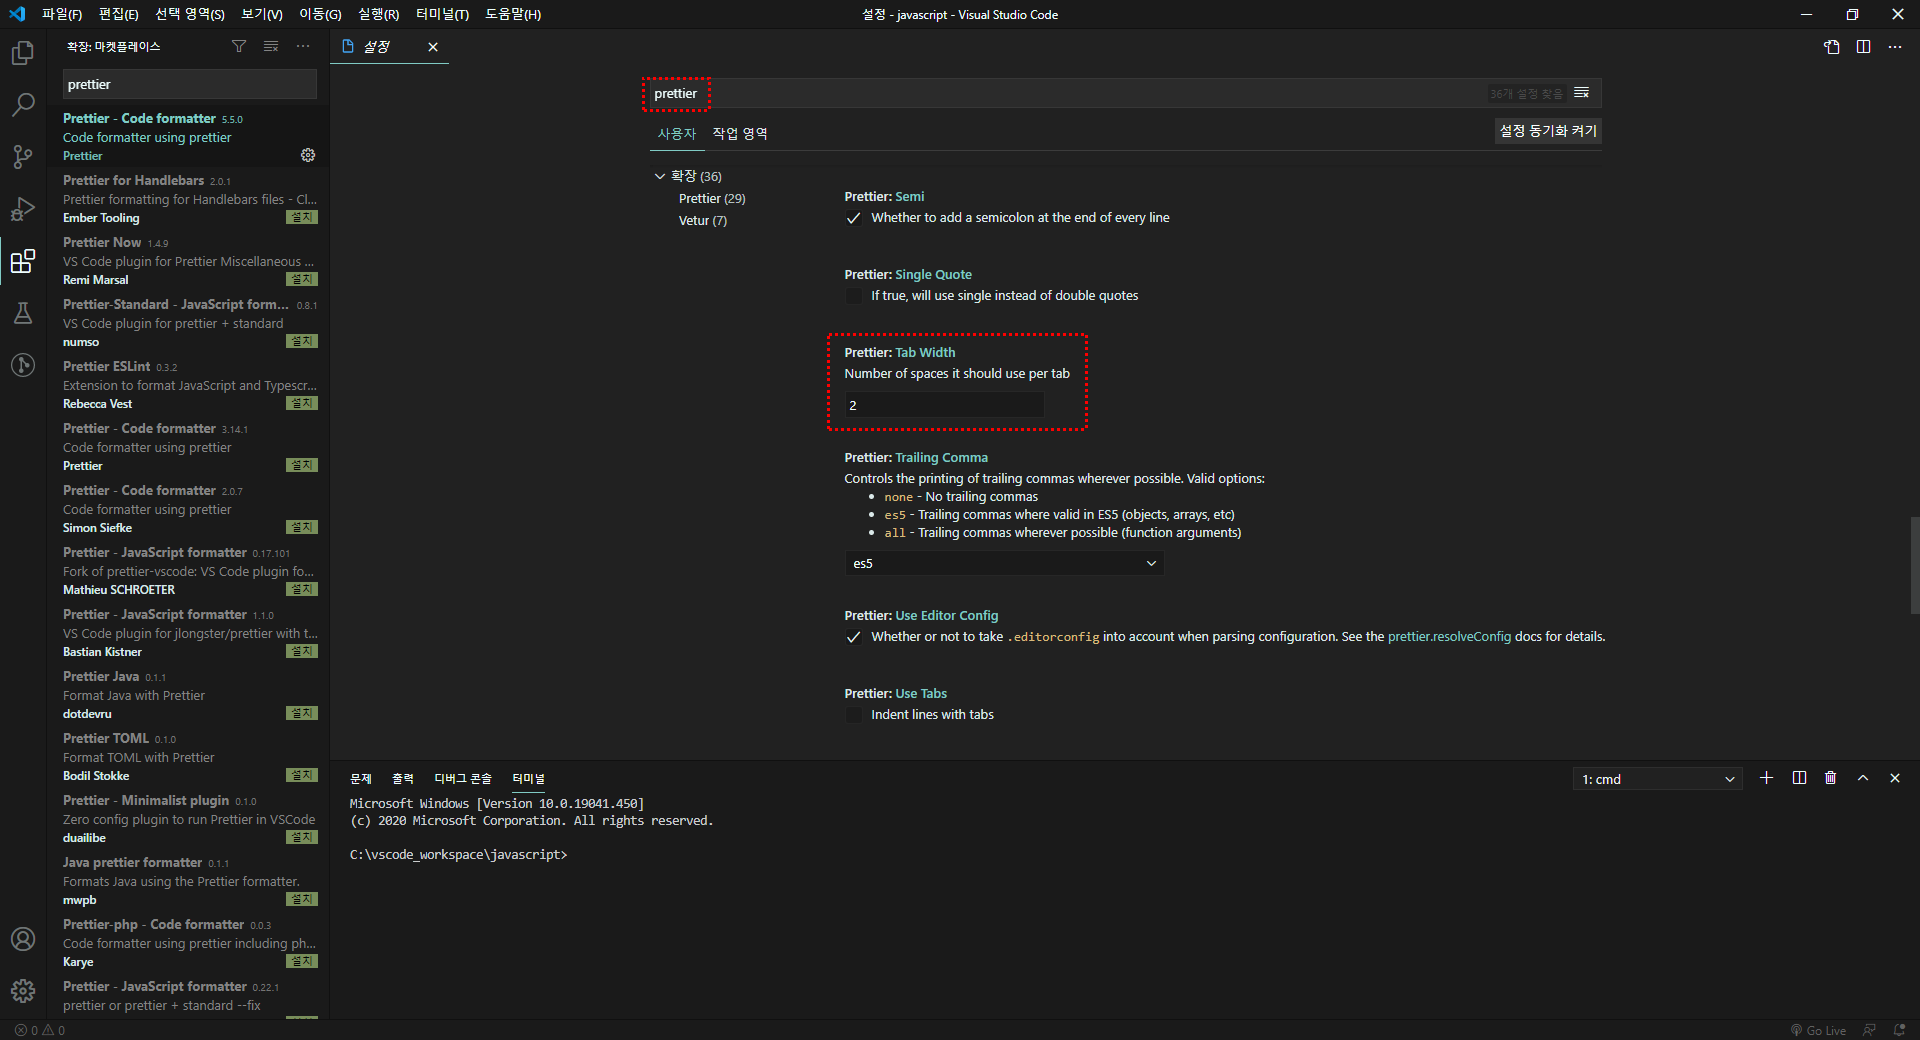 파일(F) 편집(E) 선택 영역(S) 보기(V) 이동(G) 실행(R) 터미널(T) 도움말(H)
설정 - javascript - Visual Studio Code
확장: 마켓플레이스
prettier
Prettier - Code formatter 5.5.0
Code formatter using prettier
Prettier
Prettier for Handlebars 2.0.1
Prettier formatting for Handlebars files - Cl...
Ember Tooling 설치
Prettier Now 1.4.9
VS Code plugin for Prettier Miscellaneous ...
Remi Marsal 설치
Prettier-Standard - JavaScript form... 0.8.1
VS Code plugin for prettier + standard
numso 설치
Prettier ESLint 0.3.2
Extension to format JavaScript and Typescr...
Rebecca Vest 설치
Prettier - Code formatter 3.14.1
Code formatter using prettier
Prettier 설치
Prettier - Code formatter 2.0.7
Code formatter using prettier
Simon Siefke 설치
Prettier - JavaScript formatter 0.17.101
Fork of prettier-vscode: VS Code plugin fo...
Mathieu SCHROETER 설치
Prettier - JavaScript formatter 1.1.0
VS Code plugin for jlongster/prettier with t...
Bastian Kistner 설치
Prettier Java 0.1.1
Format Java with Prettier
dotdevru 설치
Prettier TOML 0.1.0
Format TOML with Prettier
Bodil Stokke 설치
Prettier - Minimalist plugin 0.1.0
Zero config plugin to run Prettier in VSCode
duailibe 설치
Java prettier formatter 0.1.1
Formats Java using the Prettier formatter.
mwpb 설치
Prettier-php - Code formatter 0.0.3
Code formatter using prettier including ph...
Karye 설치
Prettier - JavaScript formatter 0.22.1
prettier or prettier + standard --fix
설정
prettier
36개 설정 찾음
사용자 작업 영역
설정 동기화 켜기
확장 (36)
Prettier (29)
Vetur (7)
Prettier: Semi
Whether to add a semicolon at the end of every line
Prettier: Single Quote
If true, will use single instead of double quotes
Prettier: Tab Width
Number of spaces it should use per tab
2
Prettier: Trailing Comma
Controls the printing of trailing commas wherever possible. Valid options:
• none - No trailing commas
• es5 - Trailing commas where valid in ES5 (objects, arrays, etc)
• all - Trailing commas wherever possible (function arguments)
es5
Prettier: Use Editor Config
Whether or not to take .editorconfig into account when parsing configuration. See the prettier.resolveConfig docs for details.
Prettier: Use Tabs
Indent lines with tabs
문제 출력 디버그 콘솔 터미널
1: cmd
Microsoft Windows [Version 10.0.19041.450]
(c) 2020 Microsoft Corporation. All rights reserved.
C:\vscode_workspace\javascript>
0 0
Go Live